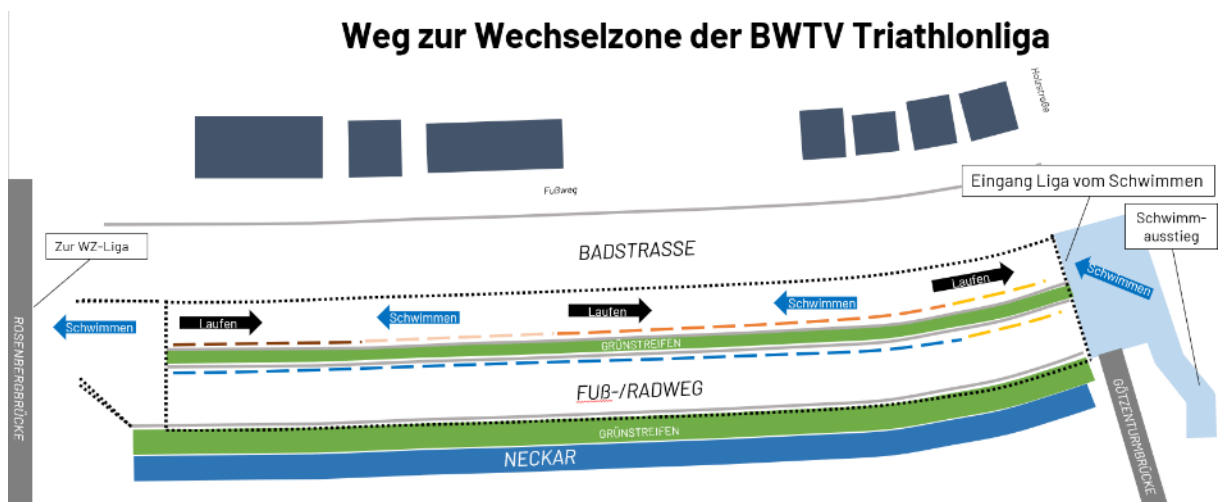 Weg zur Wechselzone der BWTV Triathlonliga
Holzstraße
Fußweg
Eingang Liga vom Schwimmen
Schwimm-
ausstieg
Zur WZ-Liga
BADSTRASSE
Schwimmen
Laufen
Schwimmen
Laufen
Schwimmen
Laufen
Schwimmen
GRÜNSTREIFEN
ROSENBERGBRÜCKE
FUß-/RADWEG
GÖTZENTURMBRÜCKE
GRÜNSTREIFEN
NECKAR